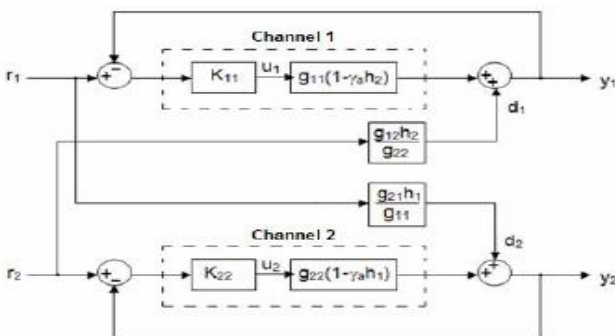 Channel 1
r₁
+
−
K₁₁
u₁
g₁₁(1-γₐh₂)
+
+
y₁
d₁
g₁₂h₂
g₂₂
g₂₁h₁
g₁₁
Channel 2
d₂
r₂
+
−
K₂₂
u₂
g₂₂(1-γₐh₁)
+
+
y₂